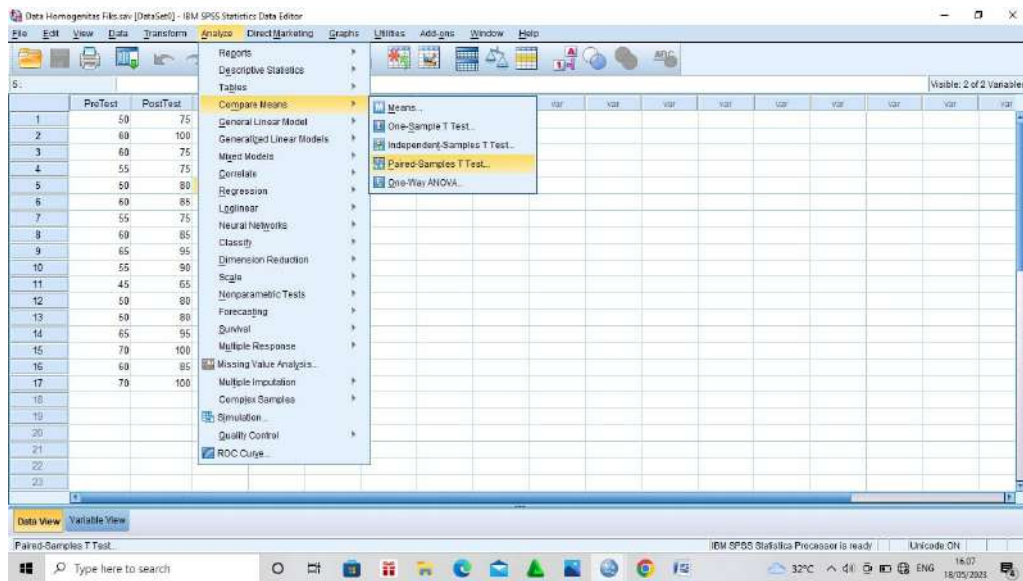 Data Homogenitas Fiks.sav [DataSet0] - IBM SPSS Statistics Data Editor
File Edit View Data Transform Analyze Direct Marketing Graphs Utilities Add-ons Window Help
5 :
Visible: 2 of 2 Variables
PreTest PostTest var var var var var var var var
1 50 75
2 60 100
3 60 75
4 55 75
5 50 80
6 60 85
7 55 75
8 60 85
9 65 95
10 55 90
11 45 65
12 50 80
13 50 80
14 65 95
15 70 100
16 60 85
17 70 100
18
19
20
21
22
23
Reports
Descriptive Statistics
Tables
Compare Means
General Linear Model
Generalized Linear Models
Mixed Models
Correlate
Regression
Loglinear
Neural Networks
Classify
Dimension Reduction
Scale
Nonparametric Tests
Forecasting
Survival
Multiple Response
Missing Value Analysis...
Multiple Imputation
Complex Samples
Simulation...
Quality Control
ROC Curve...
Means...
One-Sample T Test...
Independent-Samples T Test...
Paired-Samples T Test...
One-Way ANOVA...
Data View Variable View
Paired-Samples T Test...
IBM SPSS Statistics Processor is ready Unicode:ON
Type here to search
32°C ENG 16.07
18/05/2023